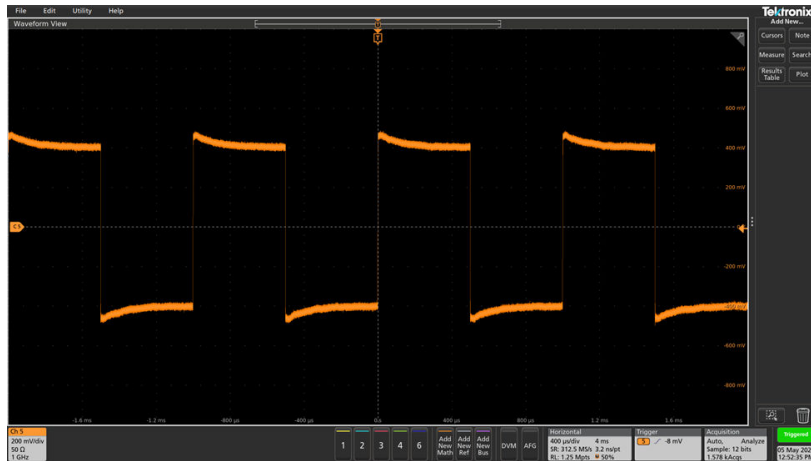 File Edit Utility Help
Tektronix
Waveform View
Add New...
Cursors Note
Measure Search
Results Table Plot
T
800 mV
600 mV
400 mV
C5
-200 mV
-600 mV
-800 mV
-1.6 ms -1.2 ms -800 µs -400 µs 0 s 400 µs 800 µs 1.2 ms 1.6 ms
Ch 5
200 mV/div
50 Ω
1 GHz
1 2 3 4 6
Add New Math
Add New Ref
Add New Bus
DVM AFG
Horizontal
400 µs/div 4 ms
SR: 312.5 MS/s 3.2 ns/pt
RL: 1.25 Mpts 50%
Trigger
5 -8 mV
Acquisition
Auto, Analyze
Sample: 12 bits
1.578 kAcqs
Triggered
05 May
12:52:35 PM